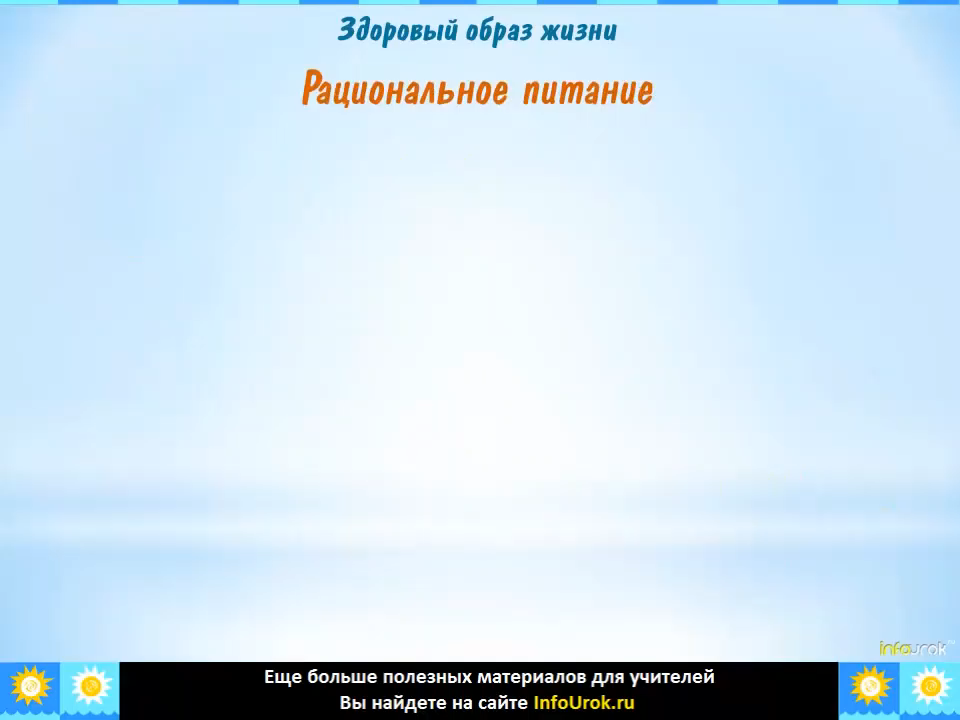 Здоровый образ жизни
Рациональное питание
infourok
Еще больше полезных материалов для учителей
Вы найдете на сайте InfoUrok.ru